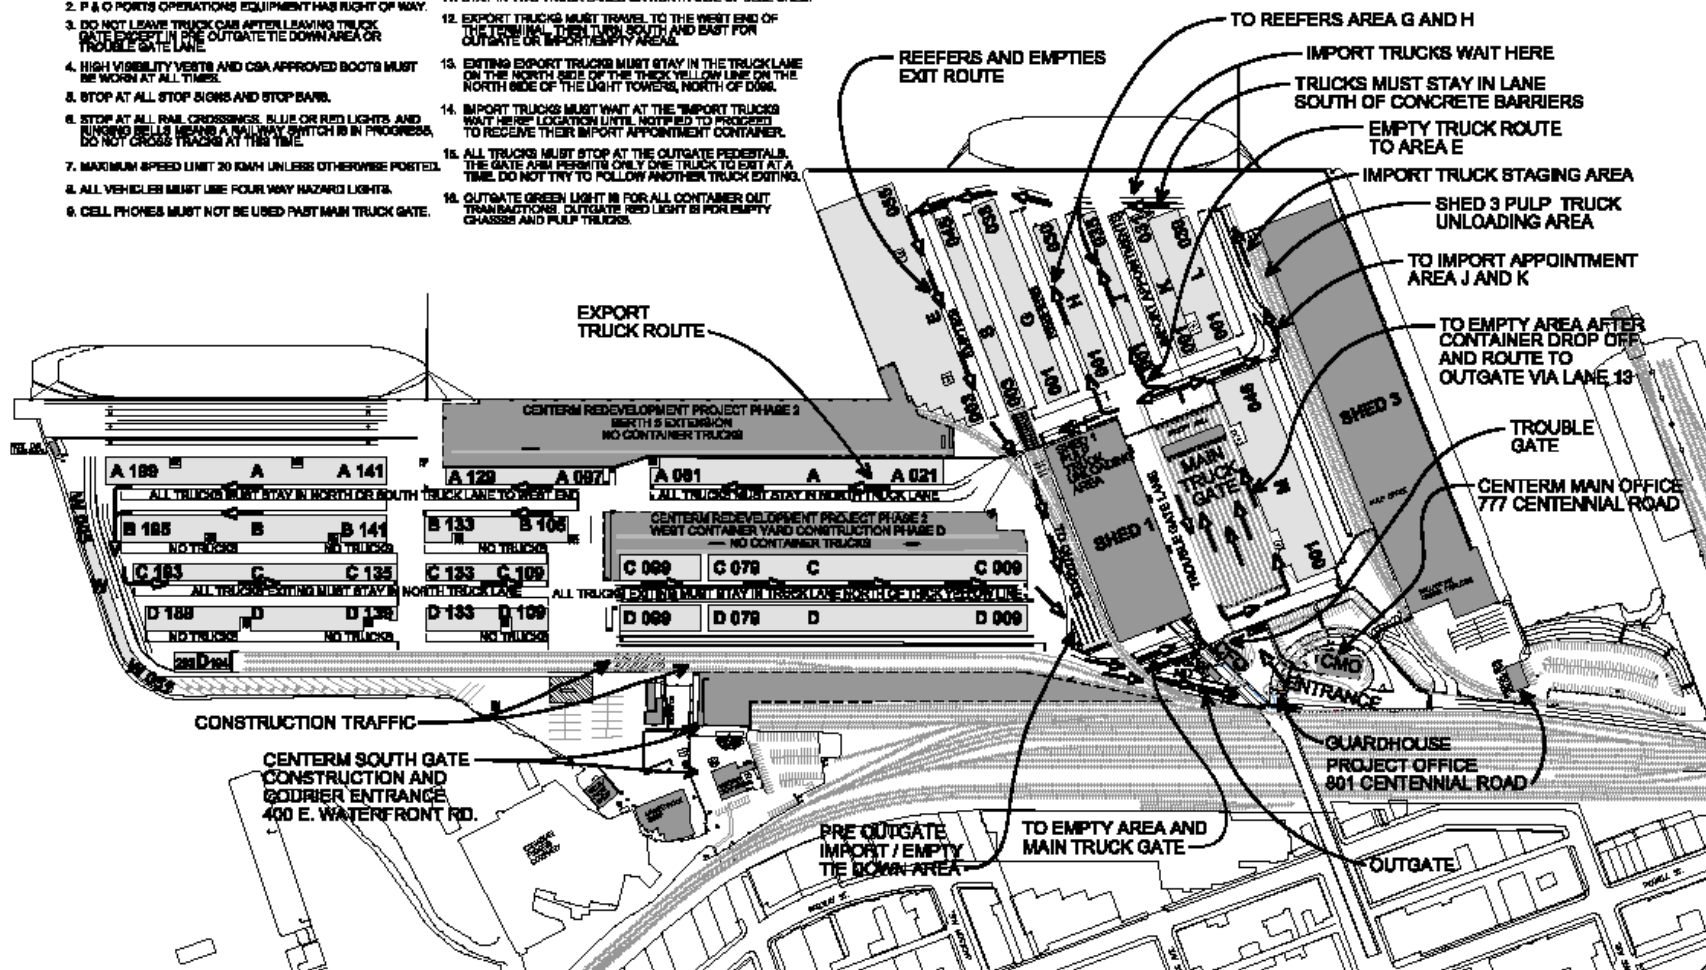 2. P & O PORTS OPERATIONS EQUIPMENT HAS RIGHT OF WAY.
3. DO NOT LEAVE TRUCK CAB AFTER LEAVING TRUCK
GATE EXCEPT IN PRE OUTGATE TIE DOWN AREA OR
TROUBLE GATE LANE.
4. HIGH VISIBILITY VESTS AND CSA APPROVED BOOTS MUST
BE WORN AT ALL TIMES.
5. STOP AT ALL STOP SIGNS AND STOP BARS.
6. STOP AT ALL RAIL CROSSINGS. BLUE OR RED LIGHTS AND
RINGING BELLS MEANS A RAILWAY SWITCH IS IN PROGRESS,
DO NOT CROSS TRACKS AT THIS TIME.
7. MAXIMUM SPEED LIMIT 20 KM/H UNLESS OTHERWISE POSTED.
8. ALL VEHICLES MUST USE FOUR WAY HAZARD LIGHTS.
9. CELL PHONES MUST NOT BE USED PAST MAIN TRUCK GATE.
12. EXPORT TRUCKS MUST TRAVEL TO THE WEST END OF
THE TERMINAL, THEN TURN SOUTH AND EAST FOR
OUTGATE OR IMPORT/EMPTY AREAS.
13. EXITING EXPORT TRUCKS MUST STAY IN THE TRUCK LANE
ON THE NORTH SIDE OF THE THICK YELLOW LINE ON THE
NORTH SIDE OF THE LIGHT TOWERS, NORTH OF D099.
14. IMPORT TRUCKS MUST WAIT AT THE "IMPORT TRUCKS
WAIT HERE" LOCATION UNTIL NOTIFIED TO PROCEED
TO RECEIVE THEIR IMPORT APPOINTMENT CONTAINER.
15. ALL TRUCKS MUST STOP AT THE OUTGATE PEDESTALS.
THE GATE ARM PERMITS ONLY ONE TRUCK TO EXIT AT A
TIME. DO NOT TRY TO FOLLOW ANOTHER TRUCK EXITING.
16. OUTGATE GREEN LIGHT IS FOR ALL CONTAINER OUT
TRANSACTIONS. OUTGATE RED LIGHT IS FOR EMPTY
CHASSIS AND PULP TRUCKS.
TO REEFERS AREA G AND H
REEFERS AND EMPTIES
EXIT ROUTE
IMPORT TRUCKS WAIT HERE
TRUCKS MUST STAY IN LANE
SOUTH OF CONCRETE BARRIERS
EMPTY TRUCK ROUTE
TO AREA E
IMPORT TRUCK STAGING AREA
SHED 3 PULP TRUCK
UNLOADING AREA
TO IMPORT APPOINTMENT
AREA J AND K
EXPORT
TRUCK ROUTE
TO EMPTY AREA AFTER
CONTAINER DROP OFF
AND ROUTE TO
OUTGATE VIA LANE 13
TROUBLE
GATE
CENTERM MAIN OFFICE
777 CENTENNIAL ROAD
SHED 3
CENTERM REDEVELOPMENT PROJECT PHASE 2
BERTH 5 EXTENSION
NO CONTAINER TRUCKS
A 199 A A 141
A 129 A 097
A 081 A A 021
ALL TRUCKS MUST STAY IN NORTH OR SOUTH TRUCK LANE TO WEST END
ALL TRUCKS MUST STAY IN NORTH TRUCK LANE
B 195 B B 141
B 133 B 105
CENTERM REDEVELOPMENT PROJECT PHASE 2
WEST CONTAINER YARD CONSTRUCTION PHASE D
NO CONTAINER TRUCKS
NO TRUCKS NO TRUCKS NO TRUCKS
C 193 C C 135
C 133 C 109
C 099 C 079 C C 009
ALL TRUCKS EXITING MUST STAY IN NORTH TRUCK LANE
ALL TRUCKS EXITING MUST STAY IN TRUCK LANE NORTH OF THICK YELLOW LINE
D 189 D D 139
D 133 D 109
D 099 D 079 D D 009
NO TRUCKS NO TRUCKS NO TRUCKS
SHED 1
MAIN
TRUCK
GATE
TROUBLE GATE LANE
CMO
ENTRANCE
CONSTRUCTION TRAFFIC
CENTERM SOUTH GATE
CONSTRUCTION AND
COURIER ENTRANCE
400 E. WATERFRONT RD.
GUARDHOUSE
PROJECT OFFICE
801 CENTENNIAL ROAD
PRE OUTGATE
IMPORT / EMPTY
TIE DOWN AREA
TO EMPTY AREA AND
MAIN TRUCK GATE
OUTGATE